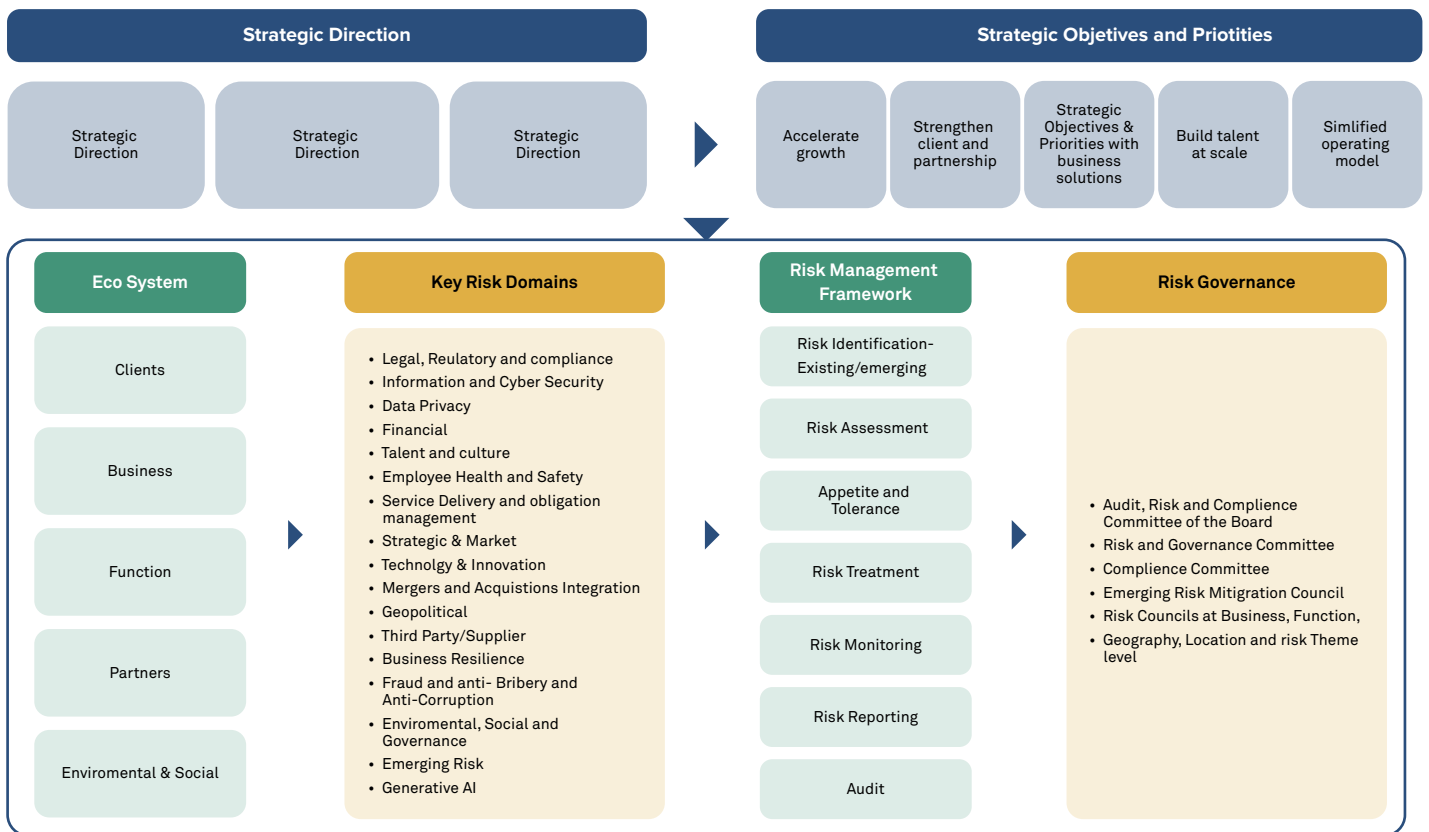 Strategic Direction
Strategic Objetives and Priotities
Strategic
Direction
Strategic
Direction
Strategic
Direction
Accelerate
growth
Strengthen
client and
partnership
Strategic
Objectives &
Priorities with
business
solutions
Build talent
at scale
Simlified
operating
model
Eco System
Clients
Business
Function
Partners
Enviromental & Social
Key Risk Domains
• Legal, Reulatory and compliance
• Information and Cyber Security
• Data Privacy
• Financial
• Talent and culture
• Employee Health and Safety
• Service Delivery and obligation
management
• Strategic & Market
• Technolgy & Innovation
• Mergers and Acquistions Integration
• Geopolitical
• Third Party/Supplier
• Business Resilience
• Fraud and anti- Bribery and
Anti-Corruption
• Enviromental, Social and
Governance
• Emerging Risk
• Generative AI
Risk Management
Framework
Risk Identification-
Existing/emerging
Risk Assessment
Appetite and
Tolerance
Risk Treatment
Risk Monitoring
Risk Reporting
Audit
Risk Governance
• Audit, Risk and Complience
Committee of the Board
• Risk and Governance Committee
• Complience Committee
• Emerging Risk Mitigration Council
• Risk Councils at Business, Function,
• Geography, Location and risk Theme
level